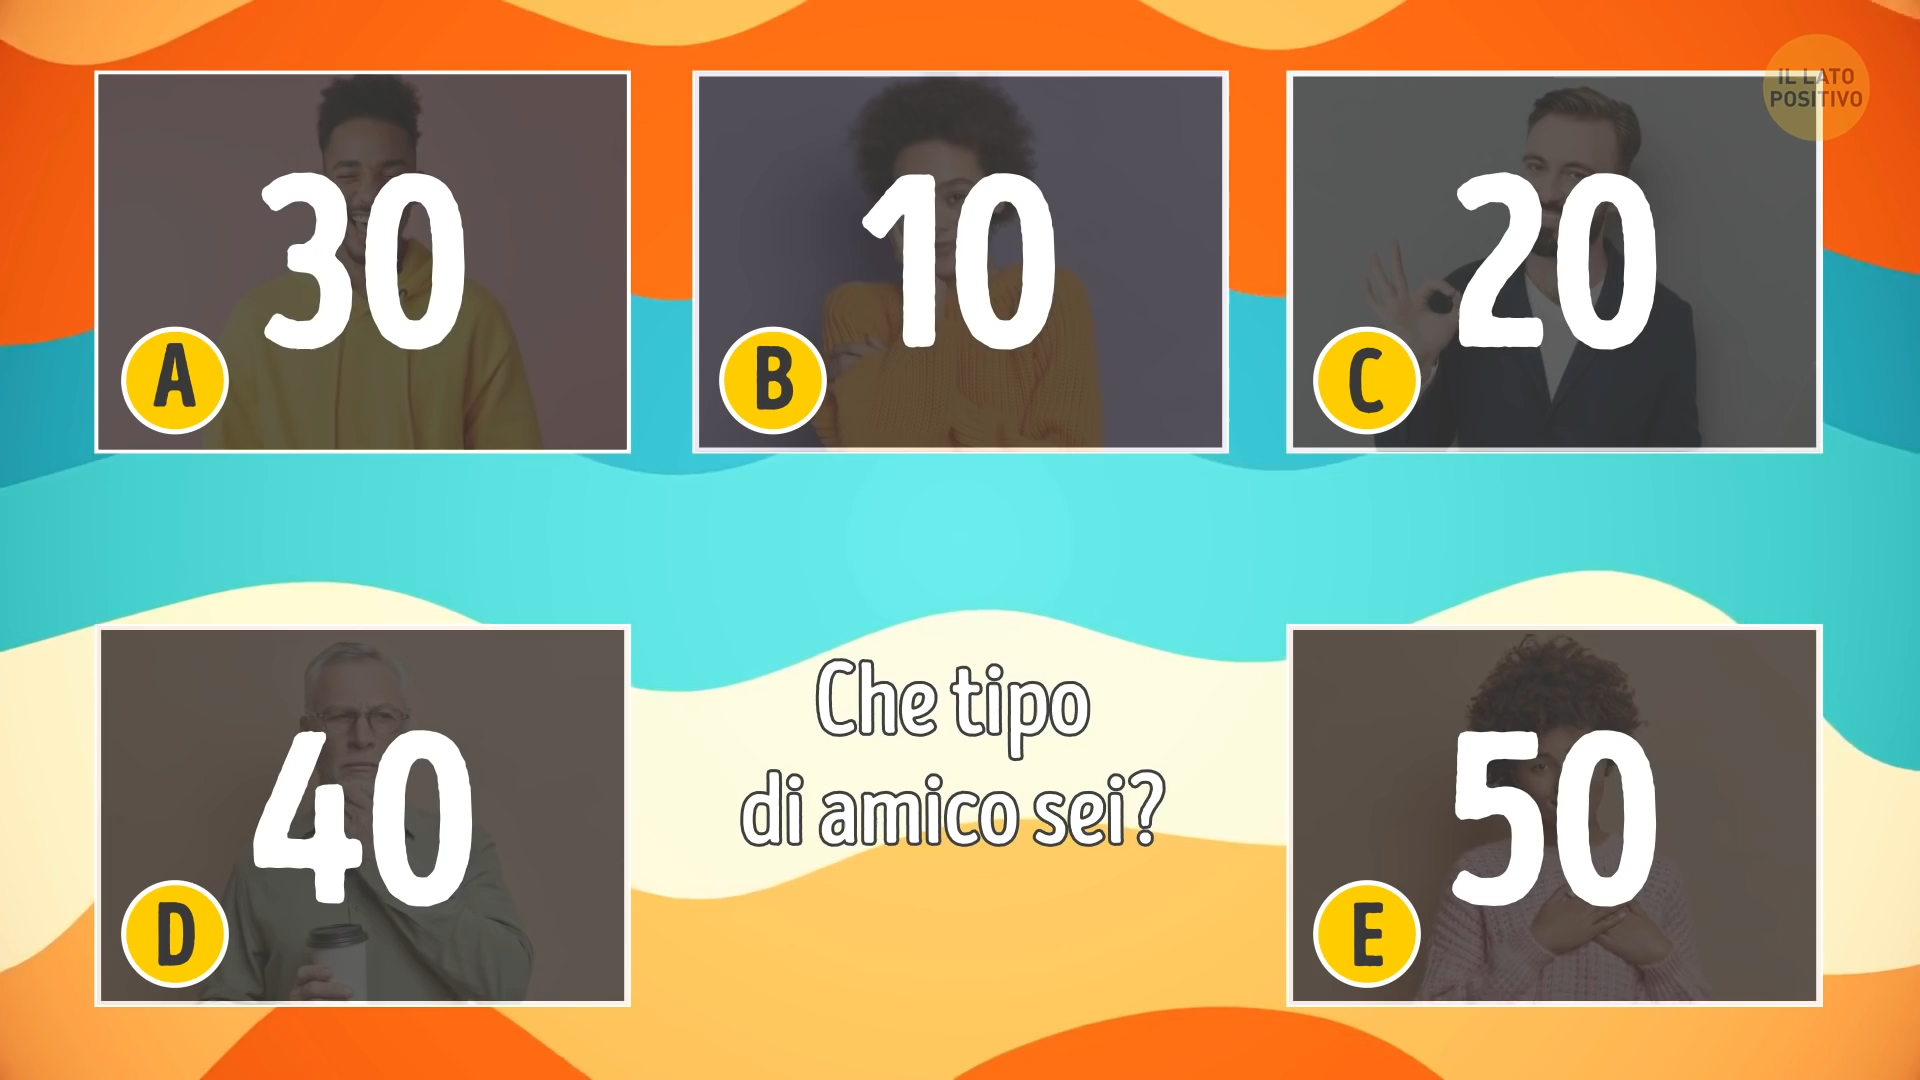 IL LATO
POSITIVO
30
A
10
B
20
C
40
D
Che tipo
di amico sei?
50
E